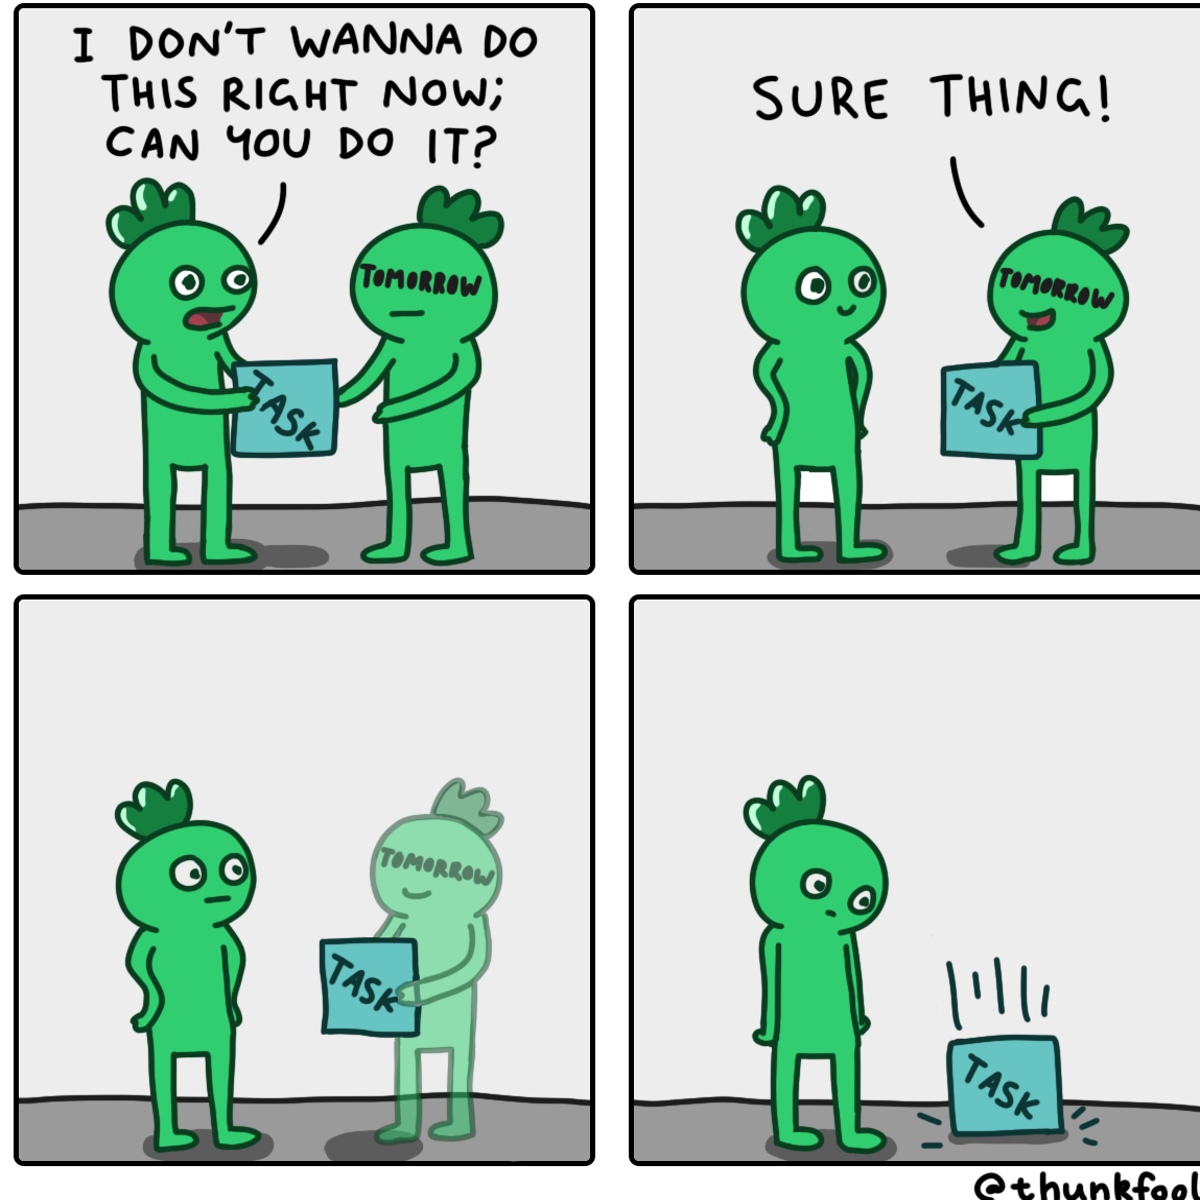 I DON'T WANNA DO
THIS RIGHT NOW;
CAN YOU DO IT?
TASK
TOMORROW
SURE THING!
TOMORROW
TASK
TOMORROW
TASK
TASK
@thunkfool